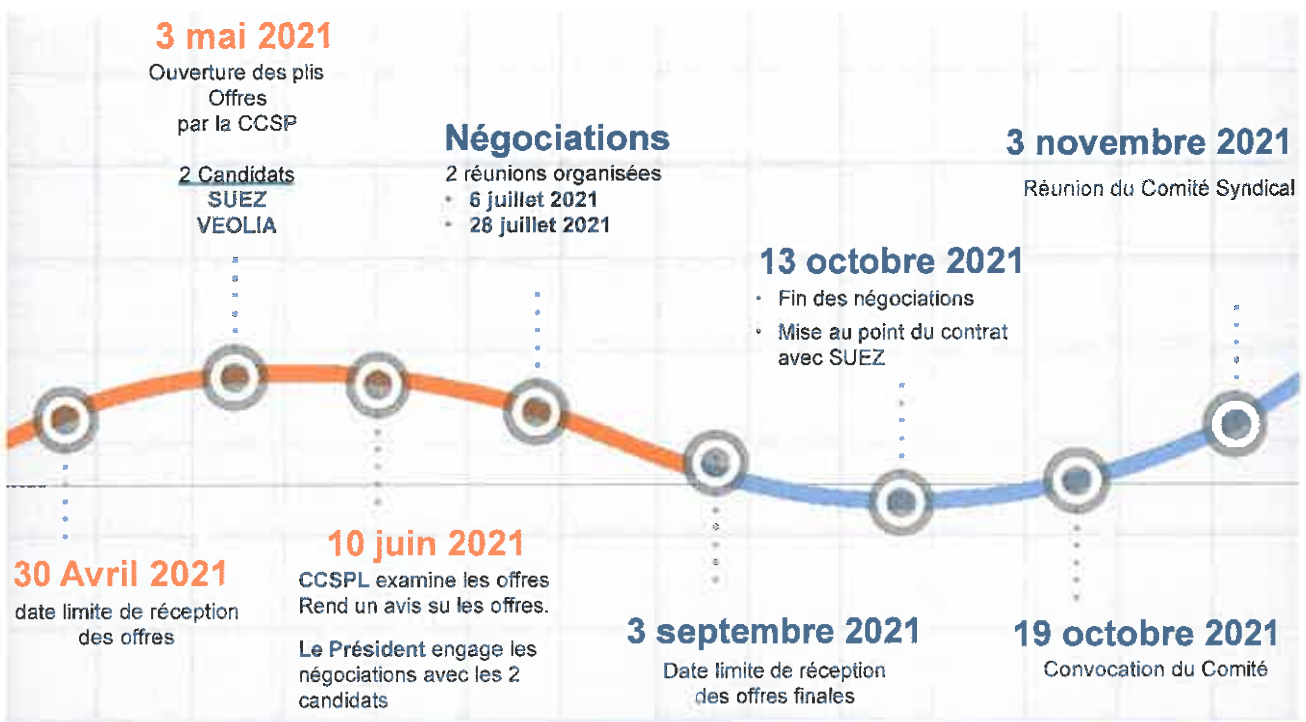 3 mai 2021
Ouverture des plis
Offres
par la CCSP
2 Candidats
SUEZ
VEOLIA
Négociations
2 réunions organisées
• 6 juillet 2021
• 28 juillet 2021
3 novembre 2021
Réunion du Comité Syndical
13 octobre 2021
• Fin des négociations
• Mise au point du contrat
avec SUEZ
30 Avril 2021
date limite de réception
des offres
10 juin 2021
CCSPL examine les offres
Rend un avis su les offres.
Le Président engage les
négociations avec les 2
candidats
3 septembre 2021
Date limite de réception
des offres finales
19 octobre 2021
Convocation du Comité